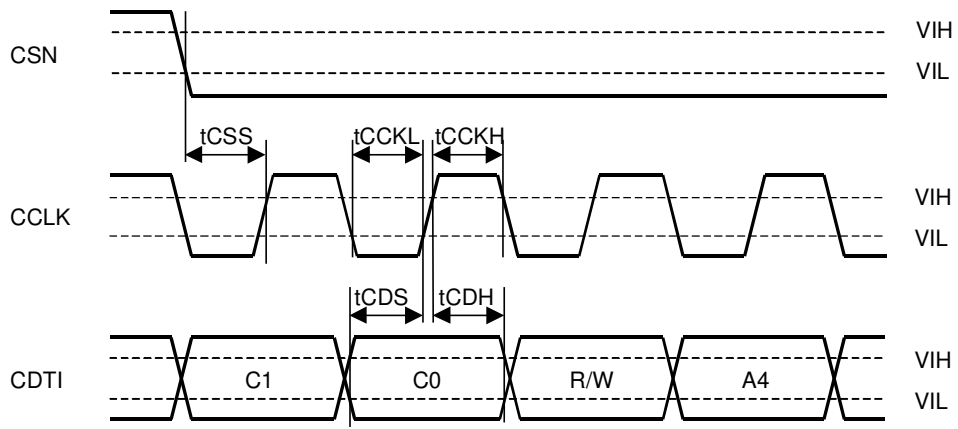 CSN
VIH
VIL
tCSS
tCCKL
tCCKH
CCLK
VIH
VIL
tCDS
tCDH
CDTI
C1
C0
R/W
A4
VIH
VIL